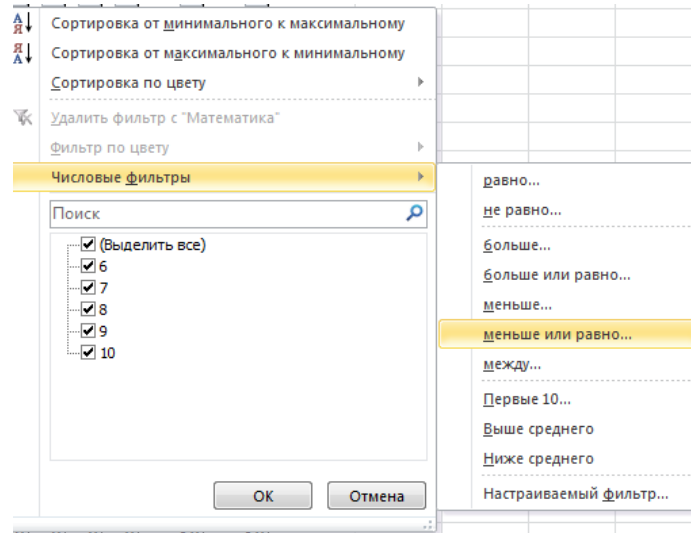 Сортировка от минимального к максимальному
Сортировка от максимального к минимальному
Сортировка по цвету
Удалить фильтр с "Математика"
Фильтр по цвету
Числовые фильтры
Поиск
(Выделить все)
6
7
8
9
10
ОК
Отмена
равно...
не равно...
больше...
больше или равно...
меньше...
меньше или равно...
между...
Первые 10...
Выше среднего
Ниже среднего
Настраиваемый фильтр...